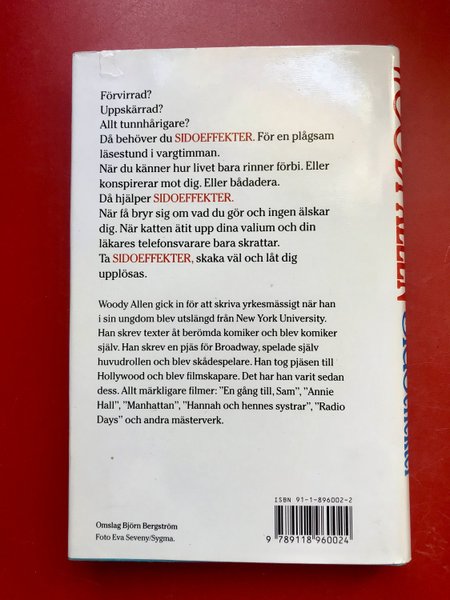 Förvirrad?
Uppskärrad?
Allt tunnhårigare?
Då behöver du SIDOEFFEKTER. För en plågsam
läsestund i vargtimman.
När du känner hur livet bara rinner förbi. Eller
konspirerar mot dig. Eller bådadera.
Då hjälper SIDOEFFEKTER.
När få bryr sig om vad du gör och ingen älskar
dig. När katten ätit upp dina valium och din
läkares telefonsvarare bara skrattar.
Ta SIDOEFFEKTER, skaka väl och låt dig
upplösas.
Woody Allen gick in för att skriva yrkesmässigt när han
i sin ungdom blev utslängd från New York University.
Han skrev texter åt berömda komiker och blev komiker
själv. Han skrev en pjäs för Broadway, spelade själv
huvudrollen och blev skådespelare. Han tog pjäsen till
Hollywood och blev filmskapare. Det har han varit sedan
dess. Allt märkligare filmer: ”En gång till, Sam”, ”Annie
Hall”, ”Manhattan”, ”Hannah och hennes systrar”, ”Radio
Days” och andra mästerverk.
ISBN 91-1-896002-2
9 789118 960024
Omslag Björn Bergström
Foto Eva Seveny/Sygma.
WOODY ALLEN Sidoeffekter